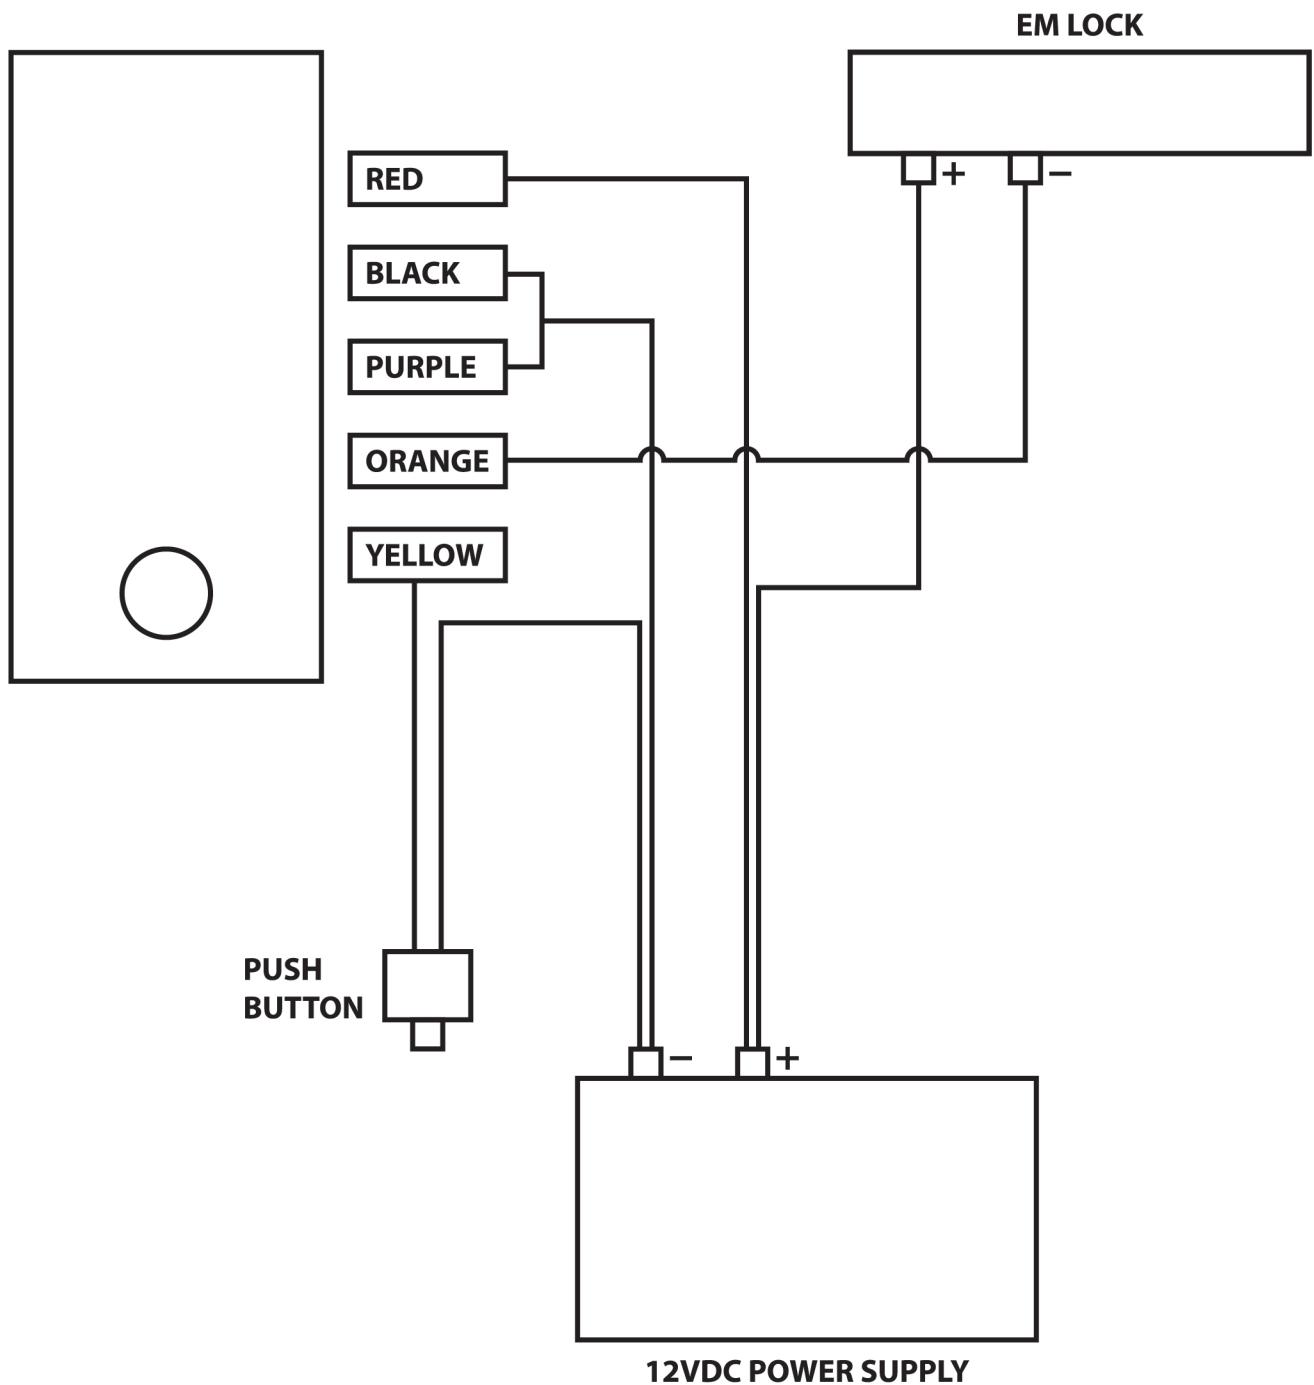 EM LOCK
+ −
RED
BLACK
PURPLE
ORANGE
YELLOW
PUSH
BUTTON
− +
12VDC POWER SUPPLY